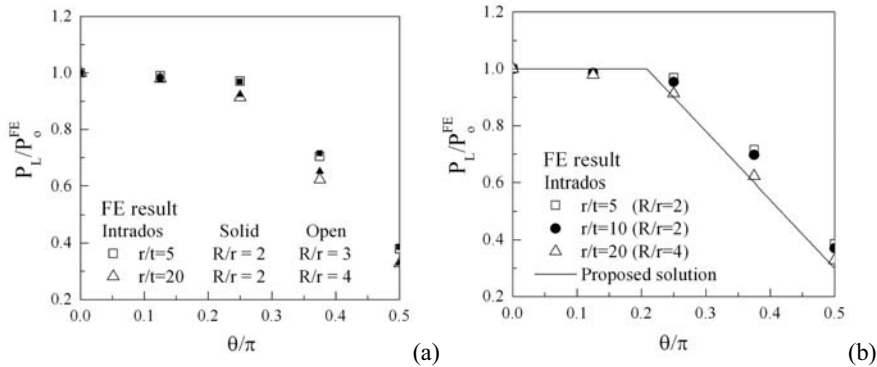 1.2
1.0
0.8
0.6
0.4
0.2
P_L/P_o^FE
FE result
Intrados Solid Open
r/t=5 R/r = 2 R/r = 3
r/t=20 R/r = 2 R/r = 4
0.0 0.1 0.2 0.3 0.4 0.5
θ/π
(a)
1.2
1.0
0.8
0.6
0.4
0.2
P_L/P_o^FE
FE result
Intrados
r/t=5 (R/r=2)
r/t=10 (R/r=2)
r/t=20 (R/r=4)
Proposed solution
0.0 0.1 0.2 0.3 0.4 0.5
θ/π
(b)